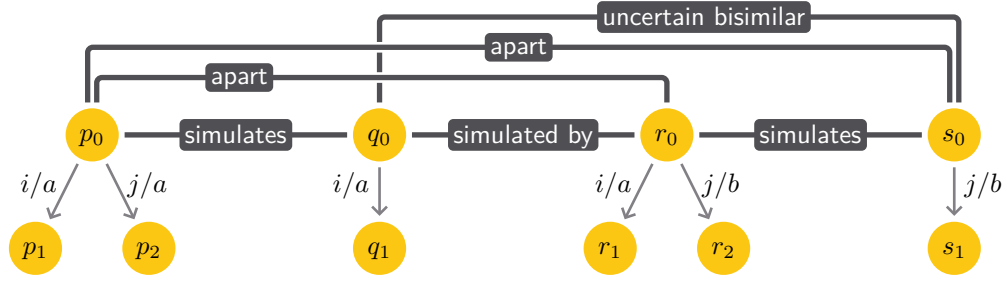 uncertain bisimilar
apart
apart
p₀ simulates q₀ simulated by r₀ simulates s₀
i/a j/a i/a i/a j/b j/b
p₁ p₂ q₁ r₁ r₂ s₁